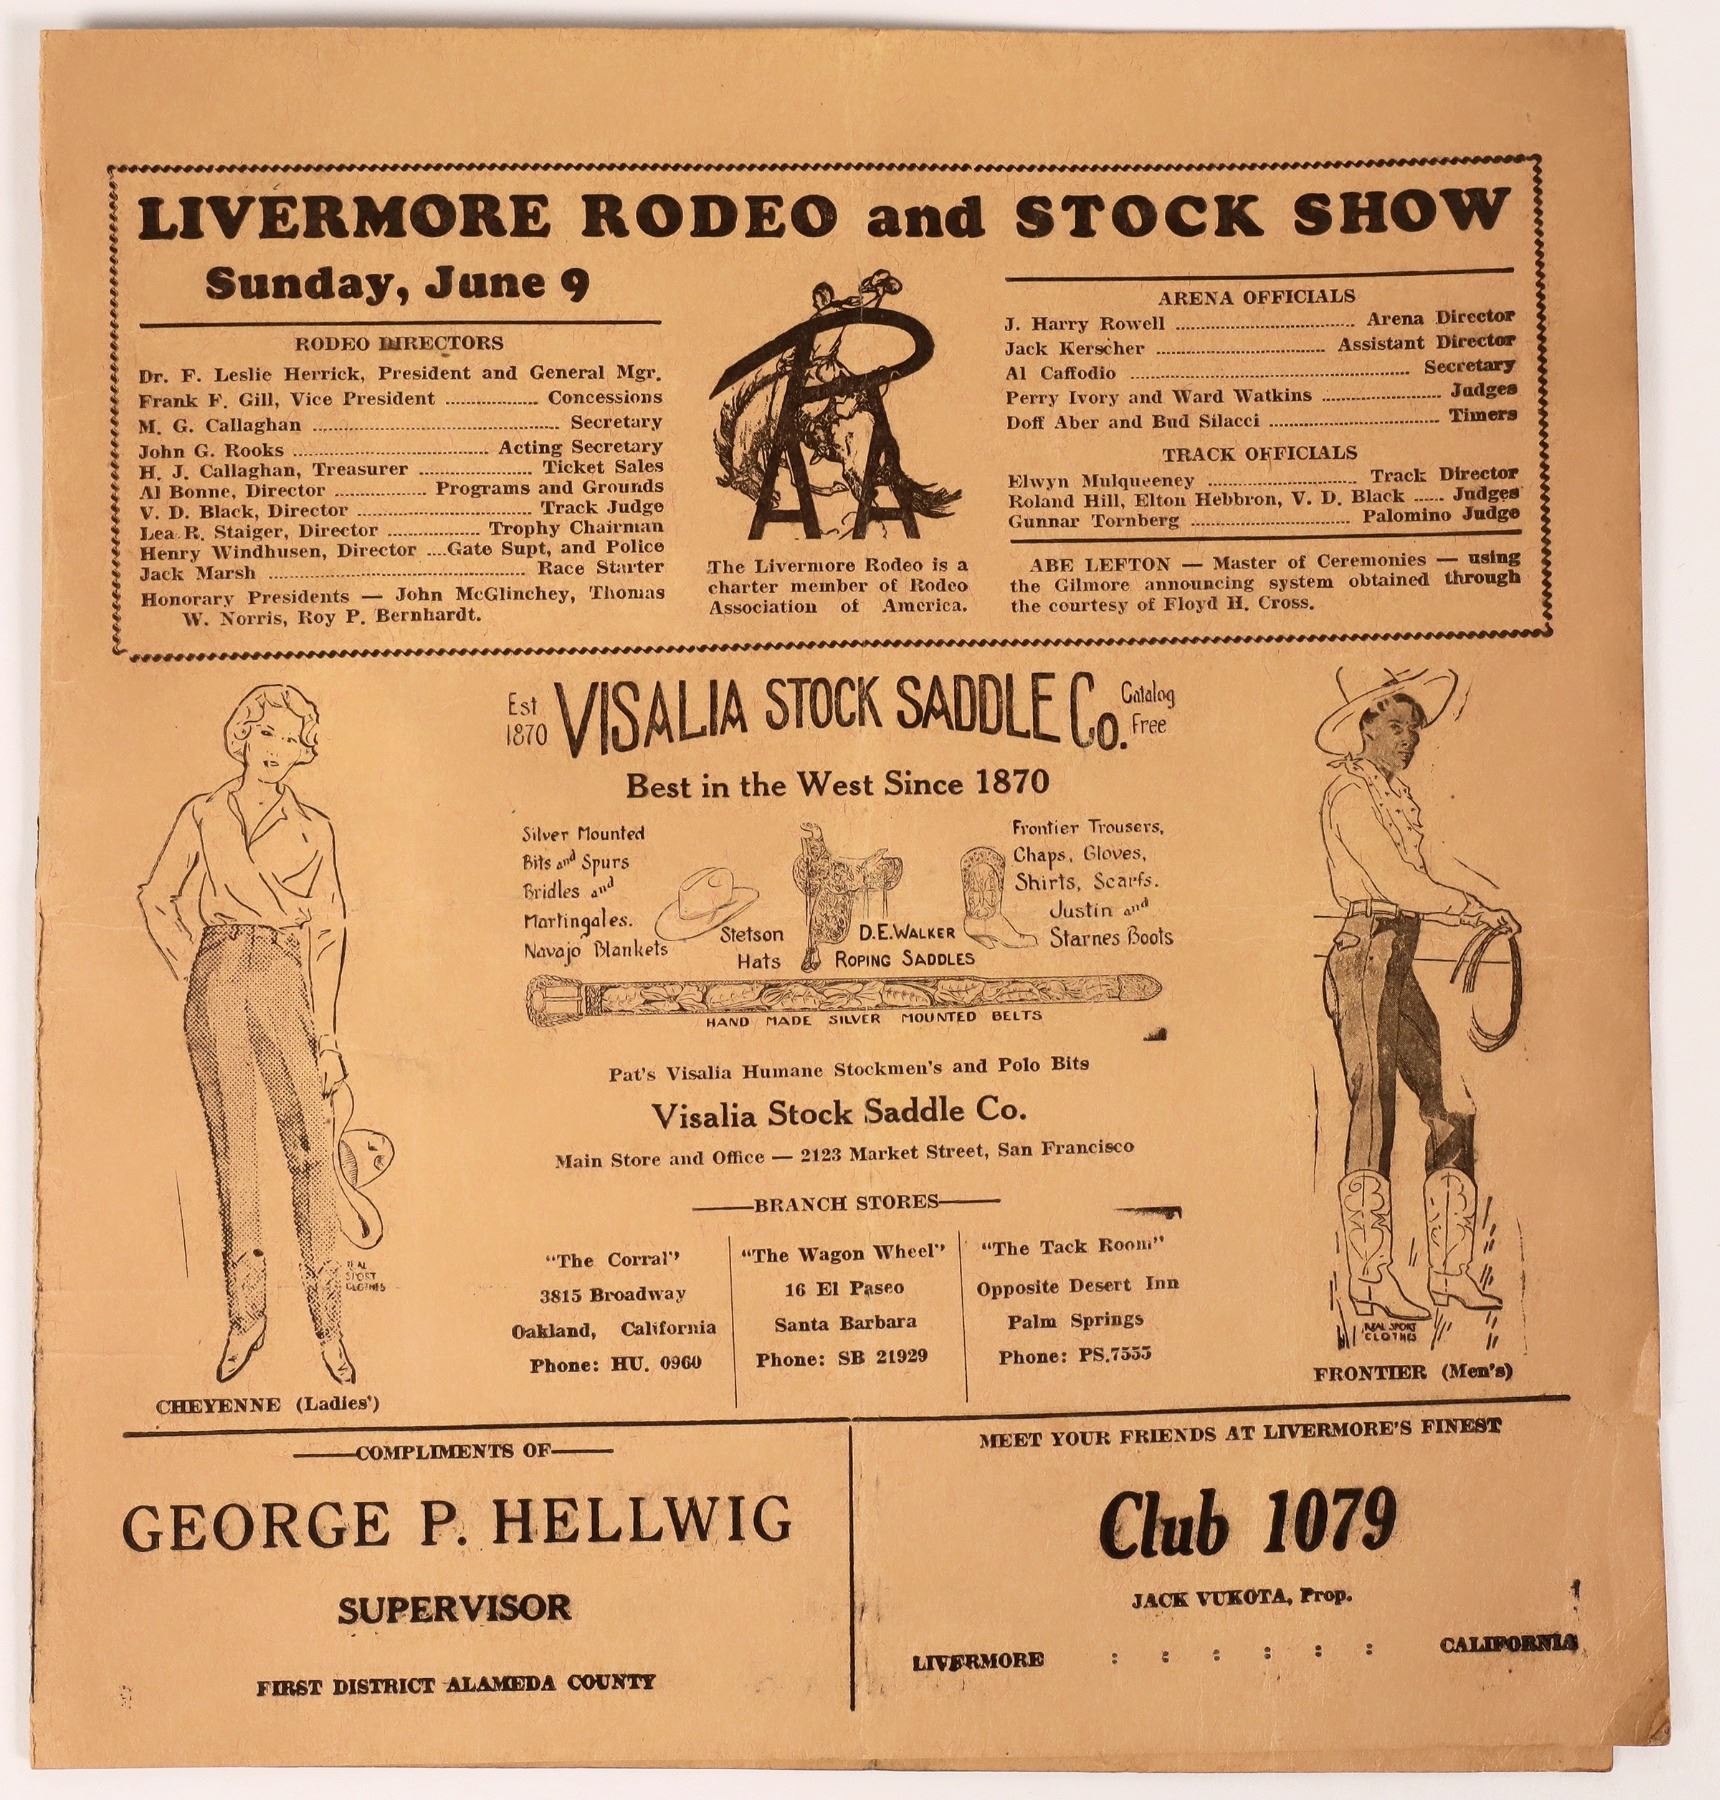 LIVERMORE RODEO and STOCK SHOW
Sunday, June 9
RODEO DIRECTORS
Dr. F. Leslie Herrick, President and General Mgr.
Frank F. Gill, Vice President ................ Concessions
M. G. Callaghan ................ Secretary
John G. Rooks ................ Acting Secretary
H. J. Callaghan, Treasurer ................ Ticket Sales
Al Bonne, Director ................ Programs and Grounds
V. D. Black, Director ................ Track Judge
Lea R. Staiger, Director ................ Trophy Chairman
Henry Windhusen, Director ....Gate Supt, and Police
Jack Marsh ................ Race Starter
Honorary Presidents — John McGlinchey, Thomas
W. Norris, Roy P. Bernhardt.
RAA
The Livermore Rodeo is a
charter member of Rodeo
Association of America.
ARENA OFFICIALS
J. Harry Rowell ................ Arena Director
Jack Kerscher ................ Assistant Director
Al Caffodio ................ Secretary
Perry Ivory and Ward Watkins ................ Judges
Doff Aber and Bud Silacci ................ Timers
TRACK OFFICIALS
Elwyn Mulqueeney ................ Track Director
Roland Hill, Elton Hebbron, V. D. Black ...... Judges
Gunnar Tornberg ................ Palomino Judge
ABE LEFTON — Master of Ceremonies — using
the Gilmore announcing system obtained through
the courtesy of Floyd H. Cross.
Est 1870
VISALIA STOCK SADDLE Co.
Catalog Free
Best in the West Since 1870
Silver Mounted
Bits and Spurs
Bridles and
Martingales.
Navajo Blankets
Stetson
Hats
D.E. WALKER
ROPING SADDLES
Frontier Trousers,
Chaps, Gloves,
Shirts, Scarfs.
Justin and
Starnes Boots
HAND MADE SILVER MOUNTED BELTS
Pat's Visalia Humane Stockmen's and Polo Bits
Visalia Stock Saddle Co.
Main Store and Office — 2123 Market Street, San Francisco
BRANCH STORES
"The Corral"
3815 Broadway
Oakland, California
Phone: HU. 0960
"The Wagon Wheel"
16 El Paseo
Santa Barbara
Phone: SB 21929
"The Tack Room"
Opposite Desert Inn
Palm Springs
Phone: PS.7555
REAL
SPORT
CLOTHES
CHEYENNE (Ladies')
REAL SPORT
CLOTHES
FRONTIER (Men's)
COMPLIMENTS OF
GEORGE P. HELLWIG
SUPERVISOR
FIRST DISTRICT ALAMEDA COUNTY
MEET YOUR FRIENDS AT LIVERMORE'S FINEST
Club 1079
JACK VUKOTA, Prop.
LIVERMORE : : : : : : CALIFORNIA